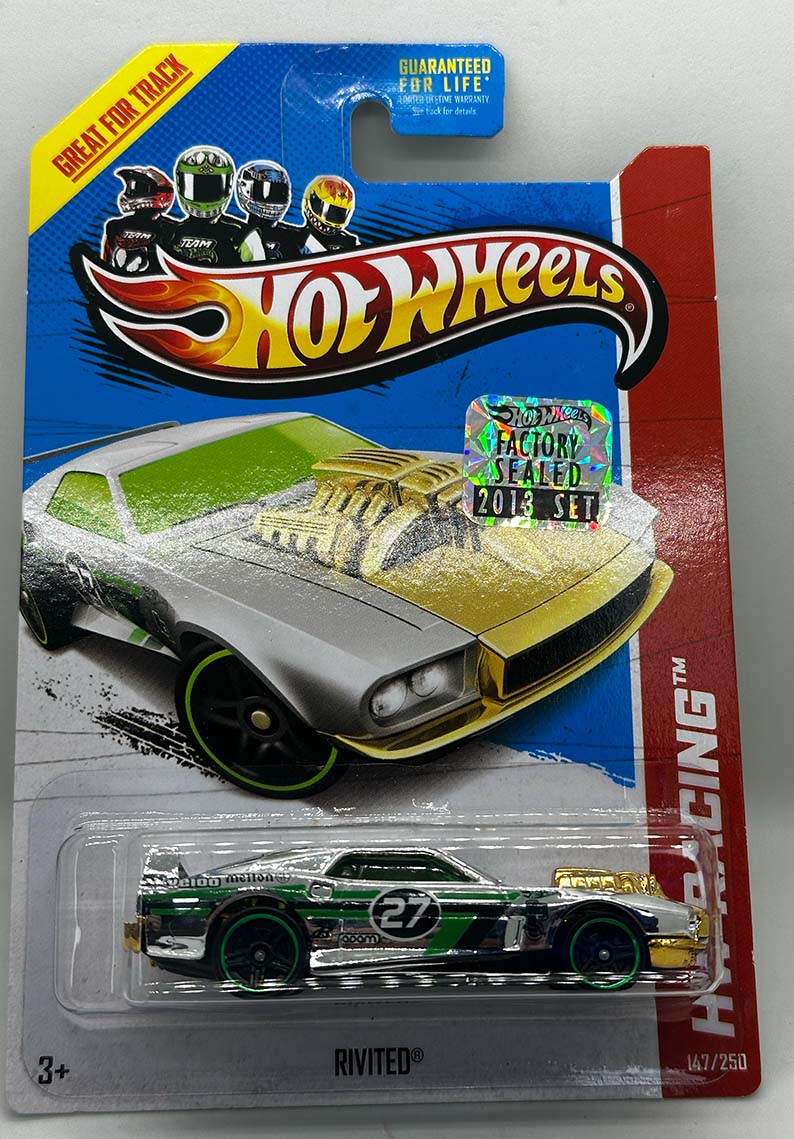 GREAT FOR TRACK
GUARANTEED
FOR LIFE*
LIMITED LIFETIME WARRANTY
See back for details.
TEAM
TEAM
HOT WHEELS®
HOT WHEELS
FACTORY
SEALED
2013 SET
27
HW RACING™
27
3+
RIVITED®
147/250